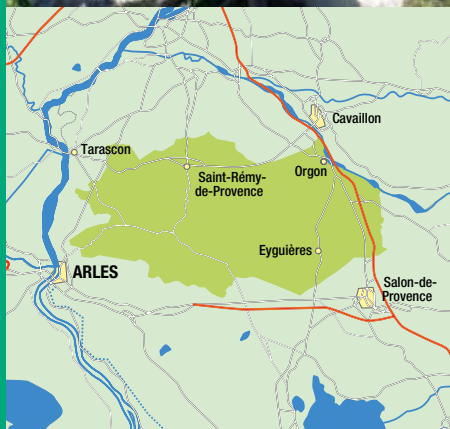 Cavaillon
Tarascon
Saint-Rémy-
de-Provence
Orgon
Eyguières
ARLES
Salon-de-
Provence